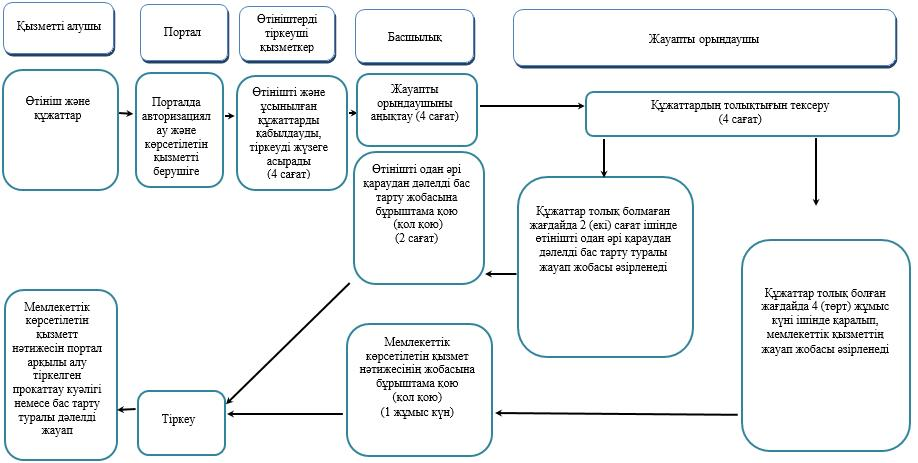 Қызметті алушы
Портал
Өтініштерді
тіркеуші
қызметкер
Басшылық
Жауапты орындаушы
Өтініш және
құжаттар
Порталда
авторизациял
ау және
көрсетілетін
қызметті
берушіге
Өтінішті және
ұсынылған
құжаттарды
қабылдауды,
тіркеуді жүзеге
асырады
(4 сағат)
Жауапты
орындаушыны
анықтау (4 сағат)
Құжаттардың толықтығын тексеру
(4 сағат)
Өтінішті одан әрі
қараудан дәлелді бас
тарту жобасына
бұрыштама қою
(қол қою)
(2 сағат)
Құжаттар толық болмаған
жағдайда 2 (екі) сағат ішінде
өтінішті одан әрі қараудан
дәлелді бас тарту туралы
жауап жобасы әзірленеді
Құжаттар толық болған
жағдайда 4 (төрт) жұмыс
күні ішінде қаралып,
мемлекеттік қызметтің
жауап жобасы әзірленеді
Мемлекеттік
көрсетілетін
қызметт
нәтижесін портал
арқылы алу
тіркелген
прокаттау куәлігі
немесе бас тарту
туралы дәлелді
жауап
Тіркеу
Мемлекеттік
көрсетілетін қызмет
нәтижесінің жобасына
бұрыштама қою
(қол қою)
(1 жұмыс күн)